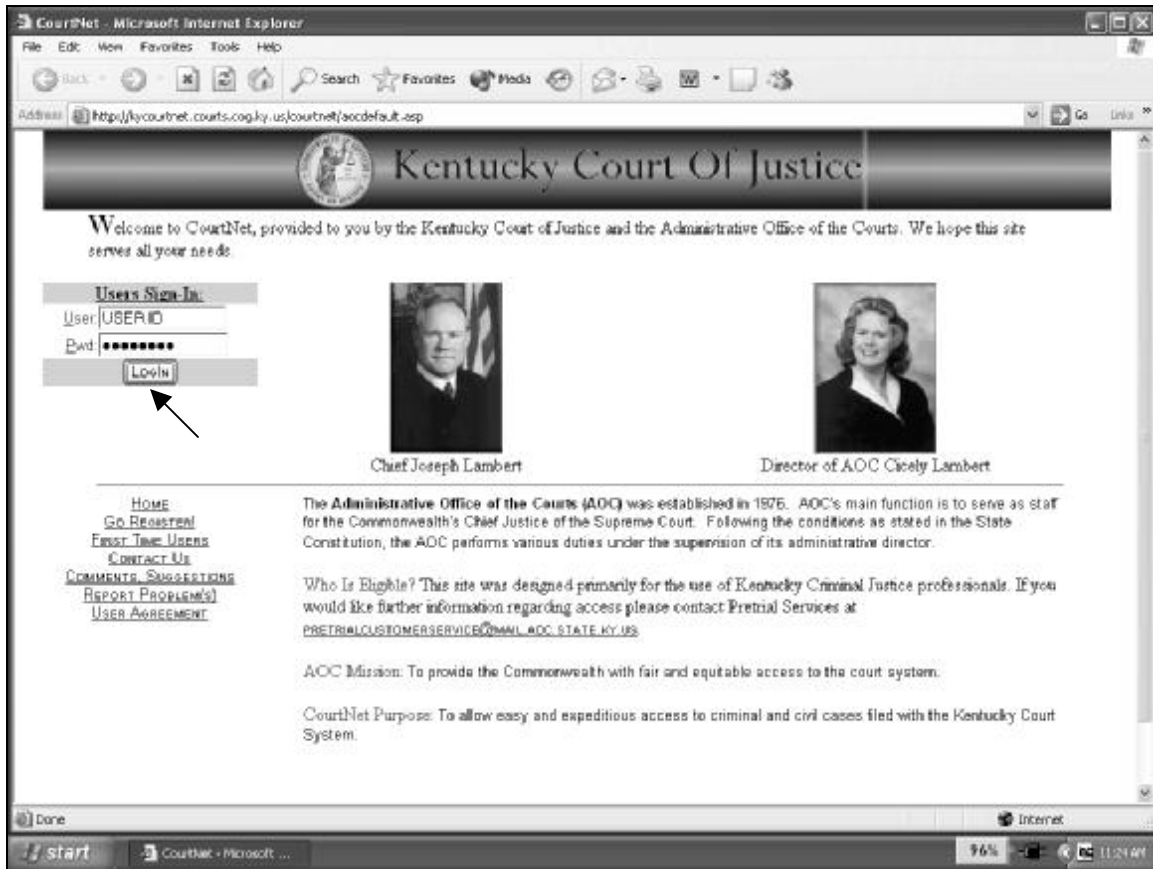 CourtNet - Microsoft Internet Explorer
File Edit View Favorites Tools Help
Back Search Favorites Media
Address http://kycourtnet.courts.cog.ky.us/courtnet/aocdefault.asp Go Links »
Kentucky Court Of Justice
Welcome to CourtNet, provided to you by the Kentucky Court of Justice and the Administrative Office of the Courts. We hope this site
serves all your needs.
Users Sign-In:
User: USERID
Pwd: ●●●●●●●●
LogIn
Chief Joseph Lambert
Director of AOC Cicely Lambert
Home
Go Register!
First Time Users
Contact Us
Comments, Suggestions
Report Problem(s)
User Agreement
The Administrative Office of the Courts (AOC) was established in 1976. AOC's main function is to serve as staff
for the Commonwealth's Chief Justice of the Supreme Court. Following the conditions as stated in the State
Constitution, the AOC performs various duties under the supervision of its administrative director.
Who Is Eligible? This site was designed primarily for the use of Kentucky Criminal Justice professionals. If you
would like further information regarding access please contact Pretrial Services at
PRETRIALCUSTOMERSERVICE@MAIL.AOC.STATE.KY.US
AOC Mission: To provide the Commonwealth with fair and equitable access to the court system.
CourtNet Purpose: To allow easy and expeditious access to criminal and civil cases filed with the Kentucky Court
System.
Done Internet
start CourtNet - Microsoft ... 96% 11:24 AM